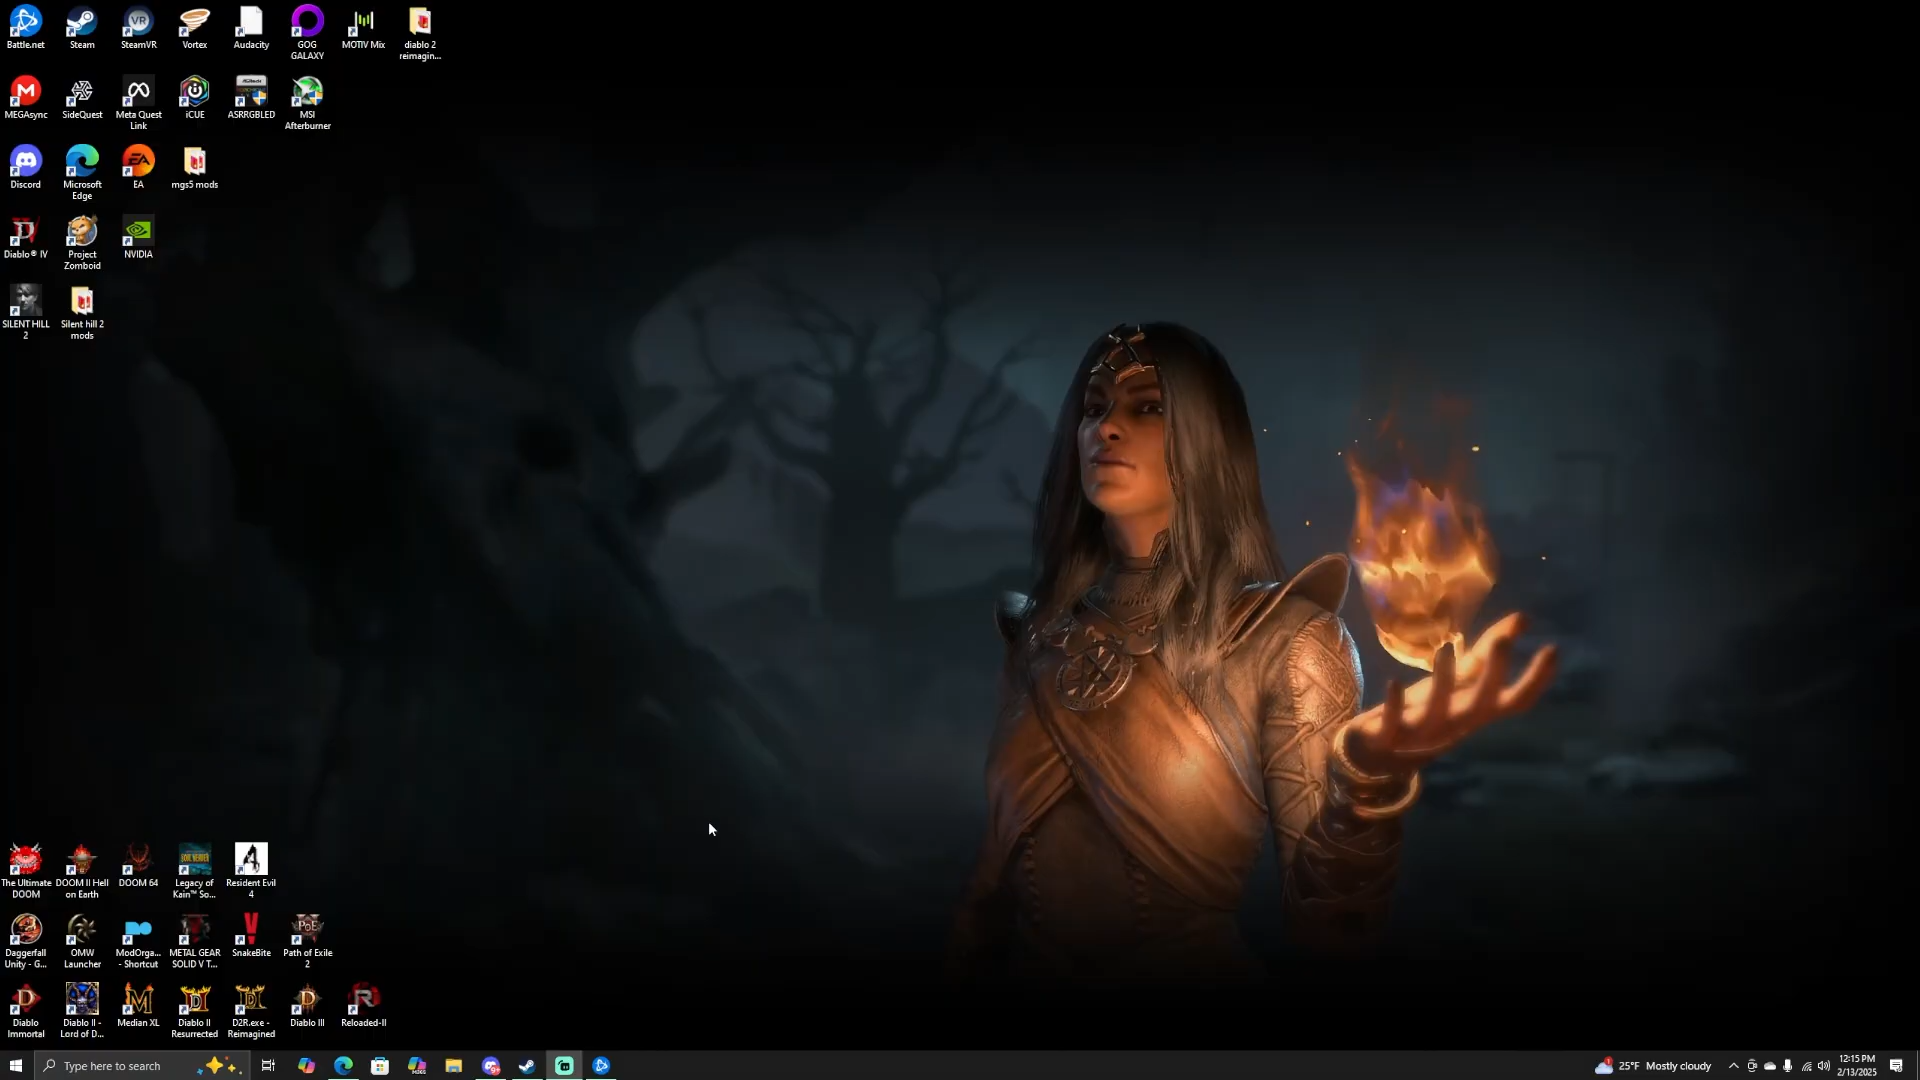 Battle.net
Steam
SteamVR
Vortex
Audacity
GOG
GALAXY
MOTIV Mix
diablo 2
reimagin...
MEGAsync
SideQuest
Meta Quest
Link
iCUE
ASRRGBLED
MSI
Afterburner
Discord
Microsoft
Edge
EA
mgs5 mods
Diablo® IV
Project
Zomboid
NVIDIA
SILENT HILL
2
Silent hill 2
mods
The Ultimate
DOOM
DOOM II Hell
on Earth
DOOM 64
Legacy of
Kain™ So...
Resident Evil
4
Daggerfall
Unity - G...
OMW
Launcher
ModOrga...
- Shortcut
METAL GEAR
SOLID V T...
SnakeBite
Path of Exile
2
Diablo
Immortal
Diablo II -
Lord of D...
Median XL
Diablo II
Resurrected
D2R.exe -
Reimagined
Diablo III
Reloaded-II
Type here to search
25°F Mostly cloudy
12:15 PM
2/13/2025